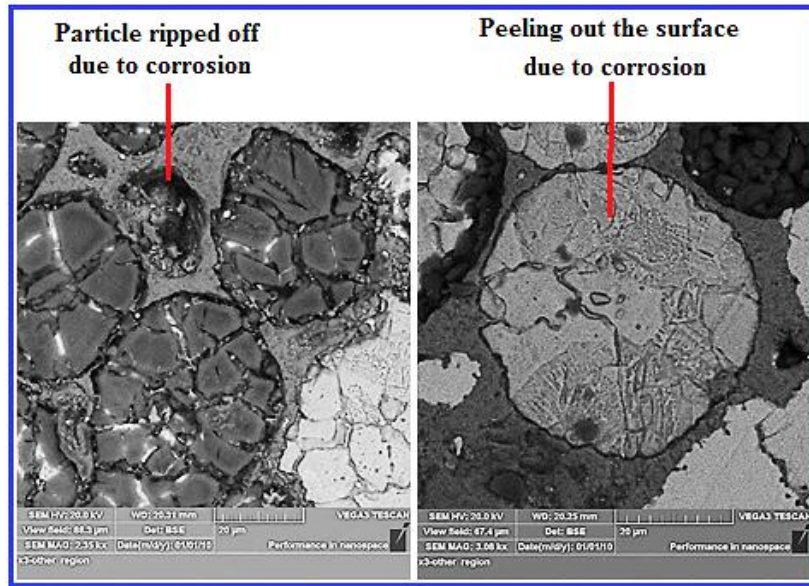 Particle ripped off
due to corrosion
Peeling out the surface
due to corrosion
SEM HV: 20.0 kV WD: 20.31 mm VEGA3 TESCAN
View field: 88.3 µm Det: BSE 20 µm
SEM MAG: 2.35 kx Date(m/d/y): 01/01/10 Performance in nanospace
x3-other region
SEM HV: 20.0 kV WD: 20.25 mm VEGA3 TESCAN
View field: 67.4 µm Det: BSE 20 µm
SEM MAG: 3.08 kx Date(m/d/y): 01/01/10 Performance in nanospace
x3-other region